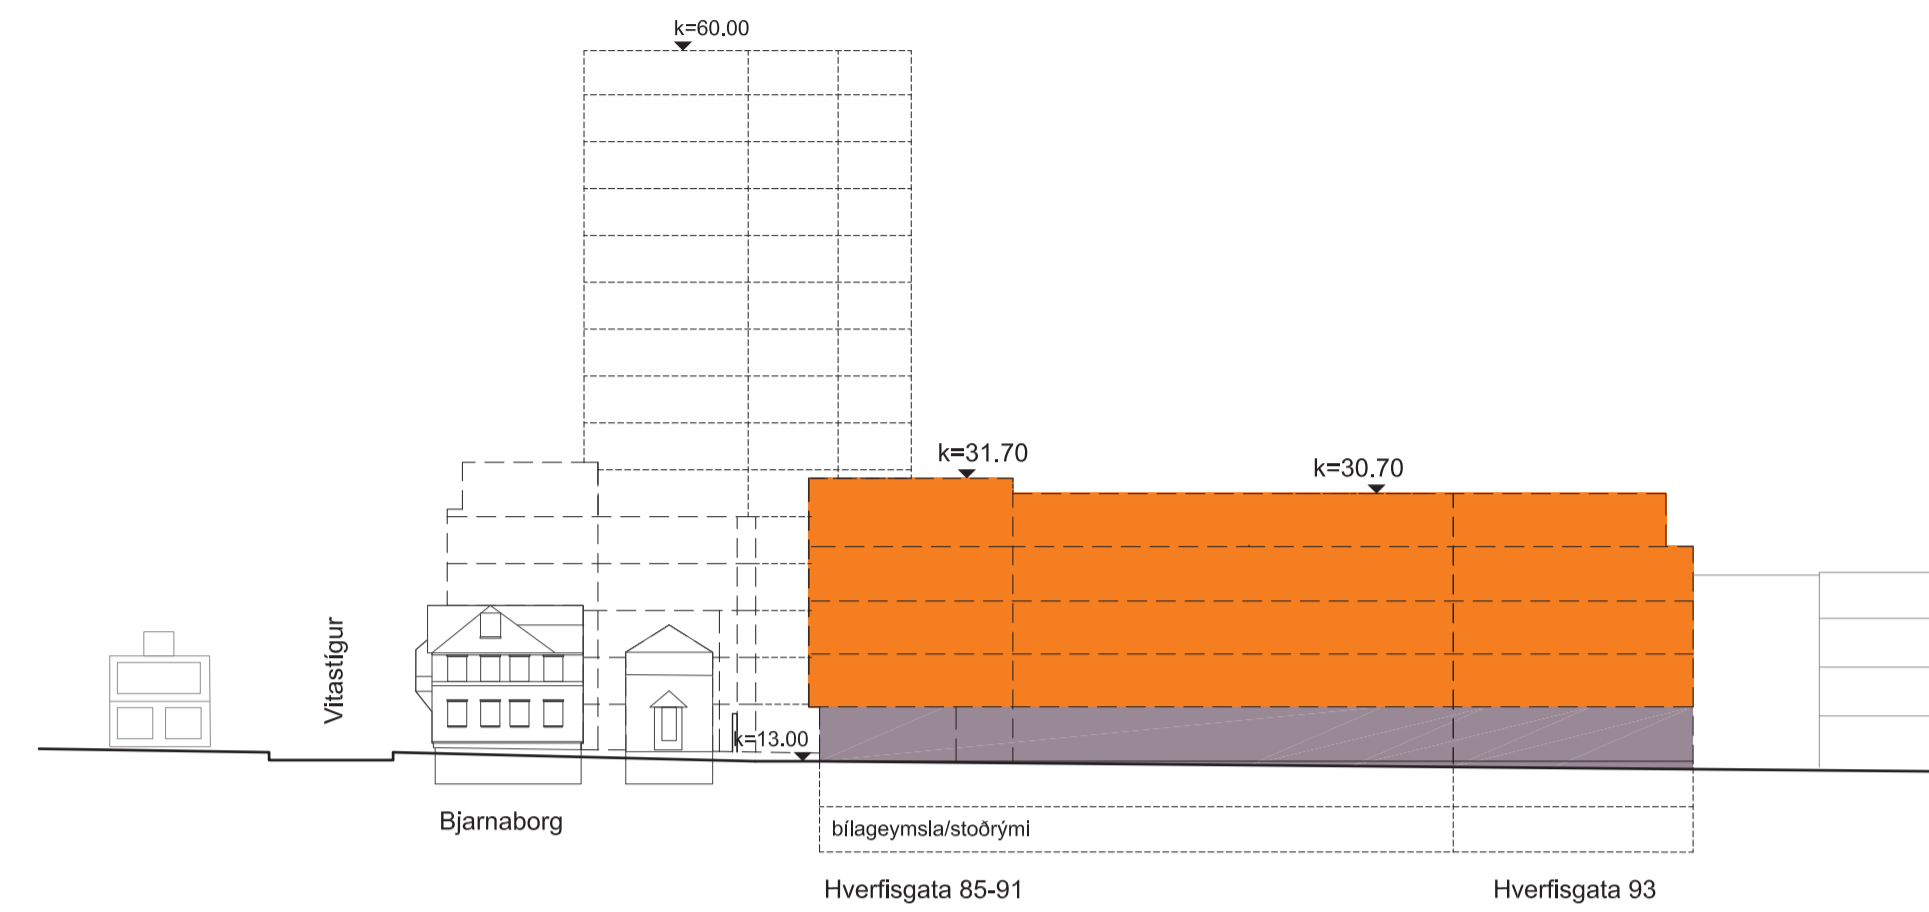 k=60.00
k=31.70
k=30.70
Vitastígur
k=13.00
Bjarnaborg
bílageymsla/stoðrými
Hverfisgata 85-91
Hverfisgata 93